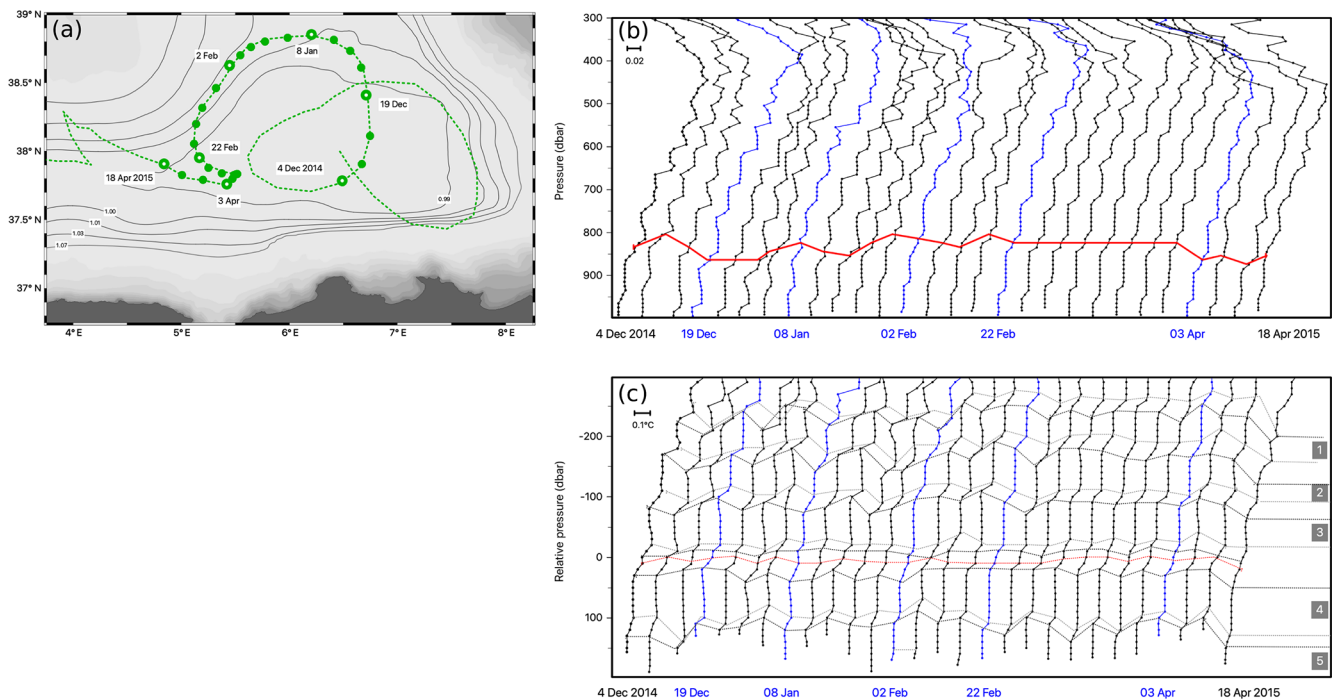 (a)
39° N
38.5°
38° N
37.5°
37° N
4° E
5° E
6° E
7° E
8° E
2 Feb
8 Jan
19 Dec
22 Feb
4 Dec 2014
18 Apr 2015
3 Apr
0.99
1.00
1.01
1.03
1.07
(b)
0.02
Pressure (dbar)
300
400
500
600
700
800
900
4 Dec 2014 19 Dec 08 Jan 02 Feb 22 Feb 03 Apr 18 Apr 2015
(c)
0.1°C
Relative pressure (dbar)
-200
-100
0
100
1
2
3
4
5
4 Dec 2014 19 Dec 08 Jan 02 Feb 22 Feb 03 Apr 18 Apr 2015